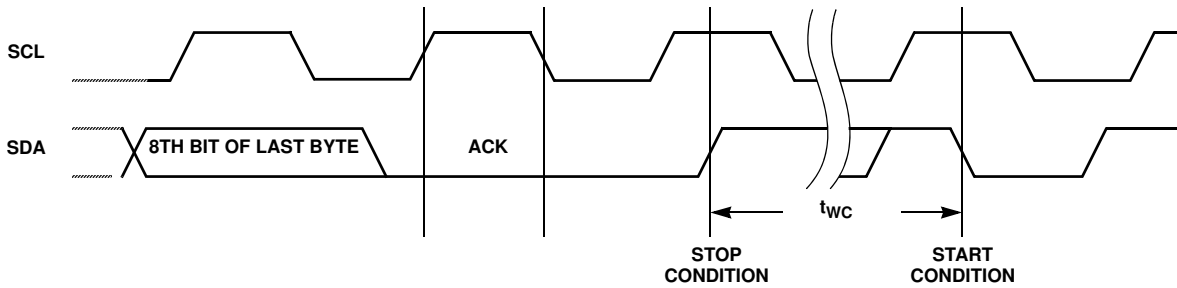 SCL
SDA
8TH BIT OF LAST BYTE
ACK
tWC
STOP
CONDITION
START
CONDITION